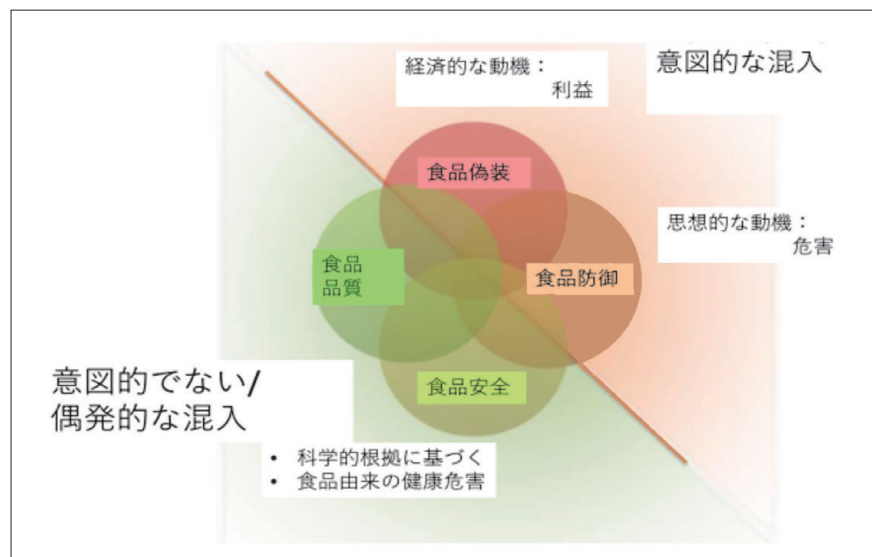 意図的な混入
経済的な動機：
利益
食品偽装
思想的な動機：
危害
食品
品質
食品防御
食品安全
意図的でない/
偶発的な混入
• 科学的根拠に基づく
• 食品由来の健康危害